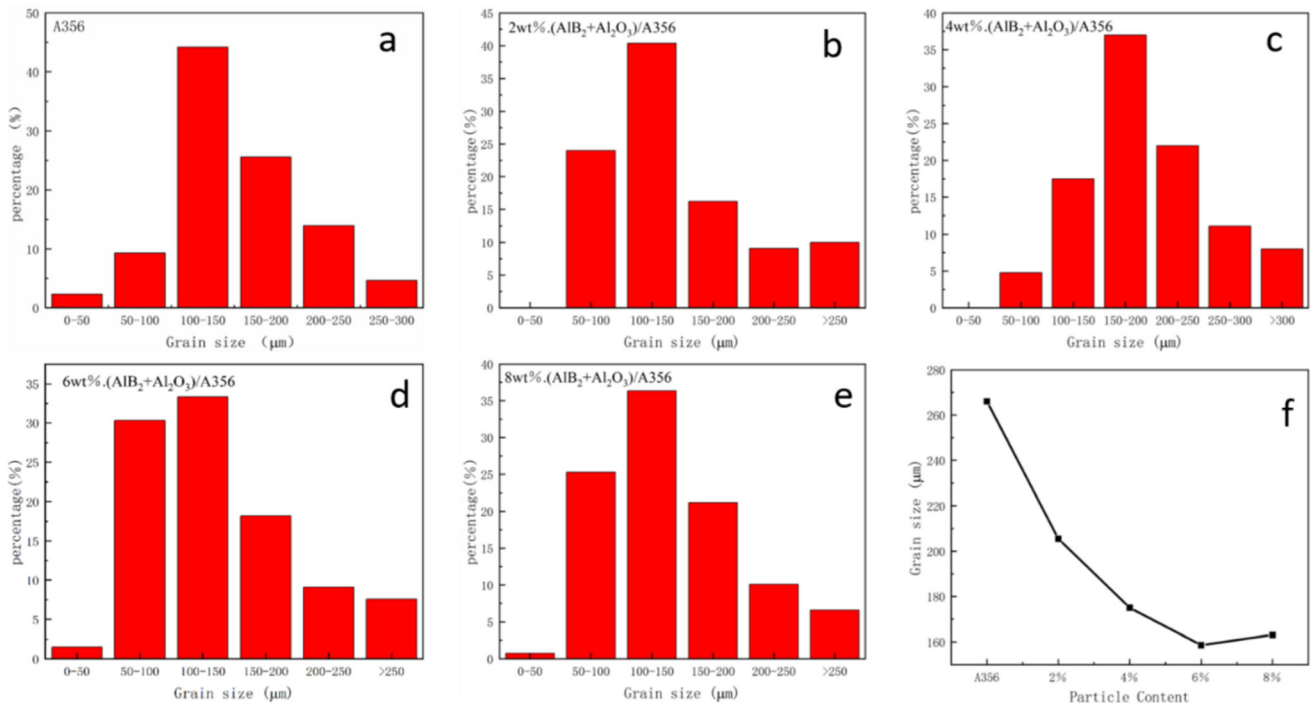 A356
a
50
40
30
20
10
0
percentage (%)
0-50 50-100 100-150 150-200 200-250 250-300
Grain size (μm)
2wt%.(AlB₂+Al₂O₃)/A356
b
45
40
35
30
25
20
15
10
5
0
percentage(%)
0-50 50-100 100-150 150-200 200-250 >250
Grain size (μm)
4wt%.(AlB₂+Al₂O₃)/A356
c
40
35
30
25
20
15
10
5
0
percentage(%)
0-50 50-100 100-150 150-200 200-250 250-300 >300
Grain size (μm)
6wt%.(AlB₂+Al₂O₃)/A356
d
35
30
25
20
15
10
5
0
percentage(%)
0-50 50-100 100-150 150-200 200-250 >250
Grain size (μm)
8wt%.(AlB₂+Al₂O₃)/A356
e
40
35
30
25
20
15
10
5
0
percentage(%)
0-50 50-100 100-150 150-200 200-250 >250
Grain size (μm)
f
280
260
240
220
200
180
160
Grain size (μm)
A356 2% 4% 6% 8%
Particle Content